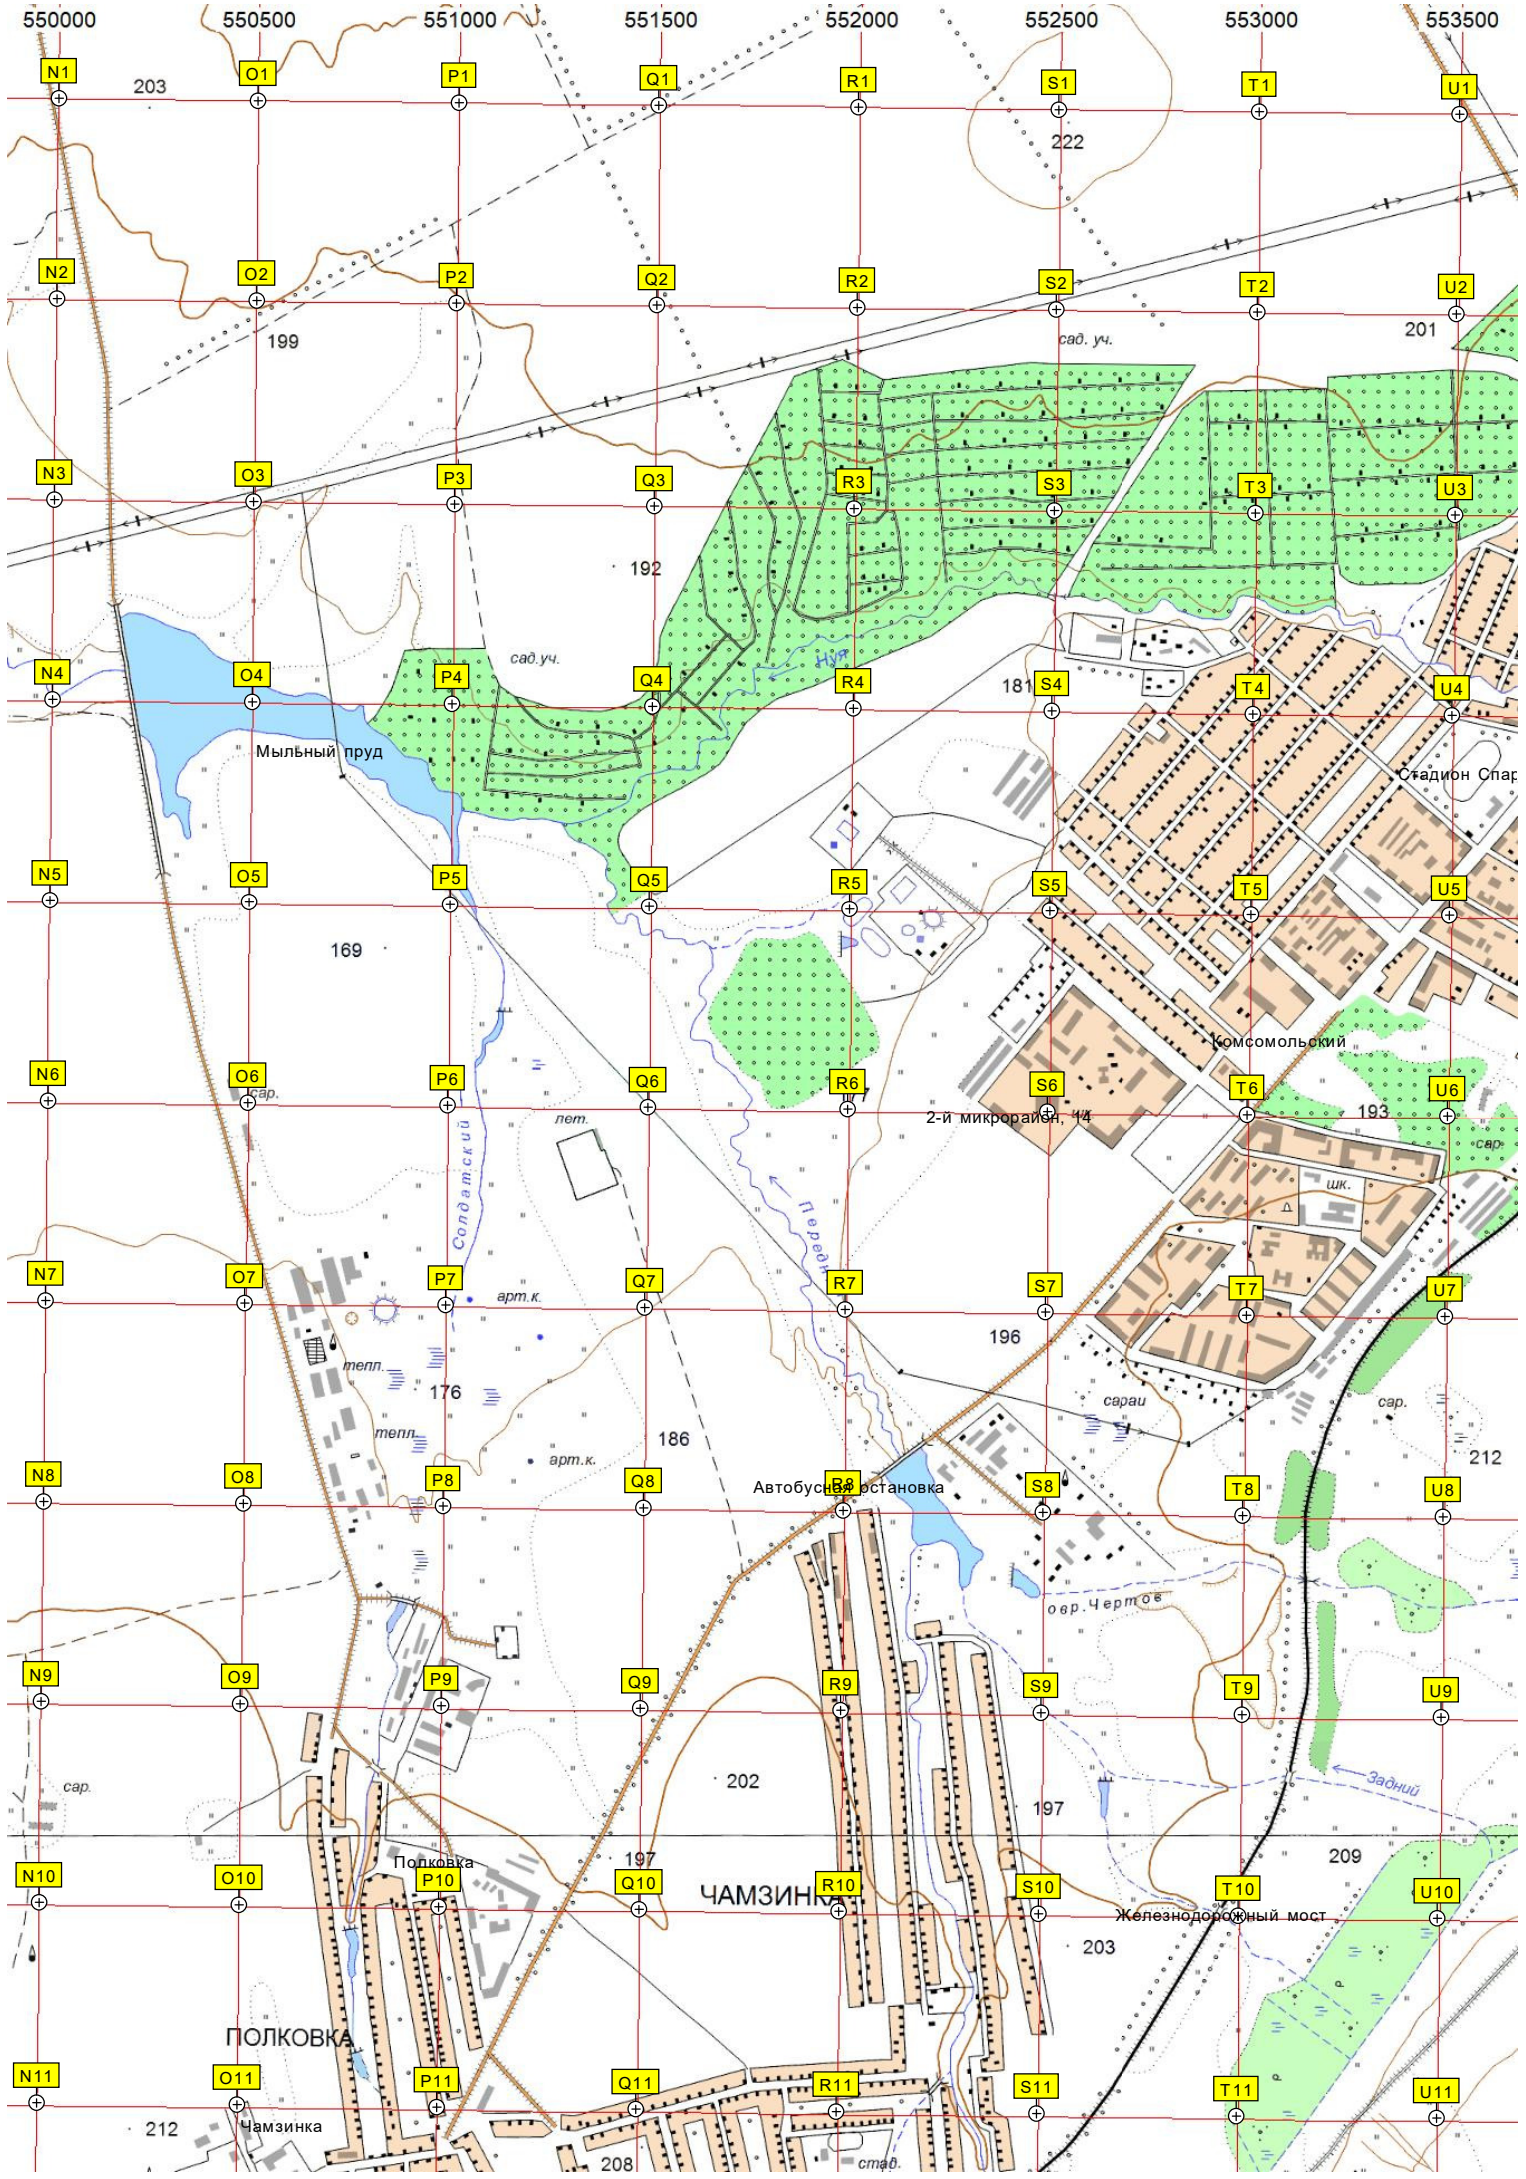 550000 550500 551000 551500 552000 552500 553000 553500
N1 O1 P1 Q1 R1 S1 T1 U1
203
222
N2 O2 P2 Q2 R2 S2 T2 U2
199
сад. уч.
201
N3 O3 P3 Q3 R3 S3 T3 U3
192
сад.уч.
Нуя
N4 O4 P4 Q4 R4 S4 T4 U4
181
Мыльный пруд
Стадион Спар
N5 O5 P5 Q5 R5 S5 T5 U5
169
Комсомольский
N6 O6 P6 Q6 R6 S6 T6 U6
сар.
лет.
2-й микрорайон, 14
шк.
193
сар.
Солдатский
шк.
Передн
N7 O7 P7 Q7 R7 S7 T7 U7
арт.к.
196
тепл.
176
сараи
сар.
тепл.
186
арт.к.
212
N8 O8 P8 Q8 R8 S8 T8 U8
Автобусная остановка
овр.Чертов
N9 O9 P9 Q9 R9 S9 T9 U9
сар.
202
Задний
197
209
Полковка
197
N10 O10 P10 Q10 R10 S10 T10 U10
ЧАМЗИНКА
Железнодорожный мост
203
ПОЛКОВКА
N11 O11 P11 Q11 R11 S11 T11 U11
212
Чамзинка
208
стад.